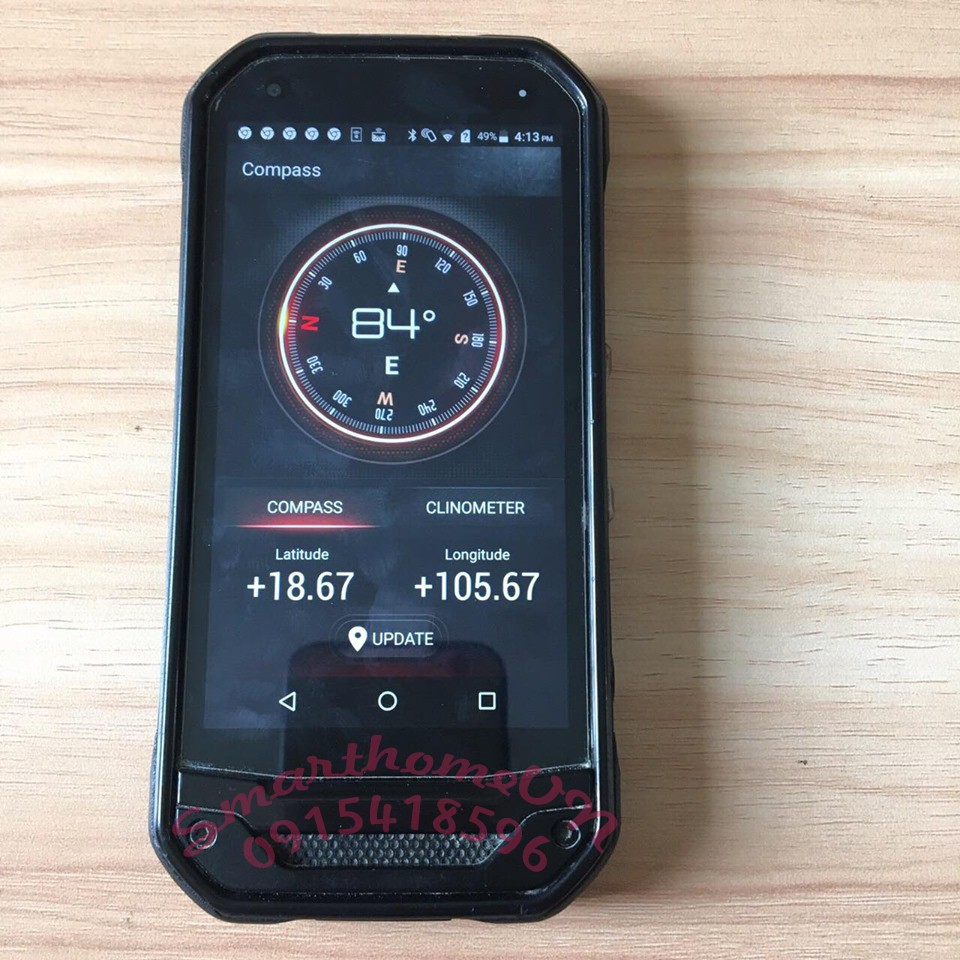 49% 4:13 PM
Compass
90
60
120
E
30
150
N
84°
S
180
330
E
W
210
300
270
240
COMPASS
CLINOMETER
Latitude
Longitude
+18.67
+105.67
UPDATE
SmarthomeVN
0915418596